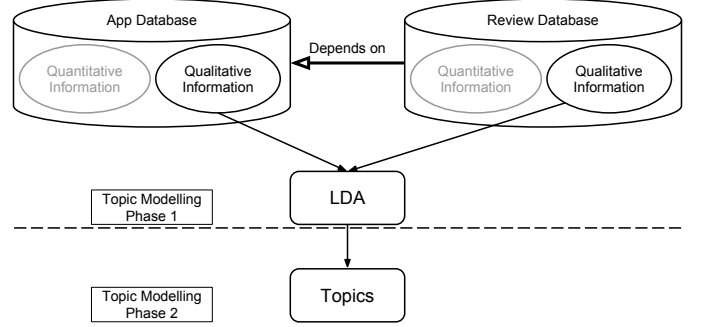 App Database
Review Database
Depends on
Quantitative
Information
Qualitative
Information
Quantitative
Information
Qualitative
Information
LDA
Topic Modelling
Phase 1
Topics
Topic Modelling
Phase 2